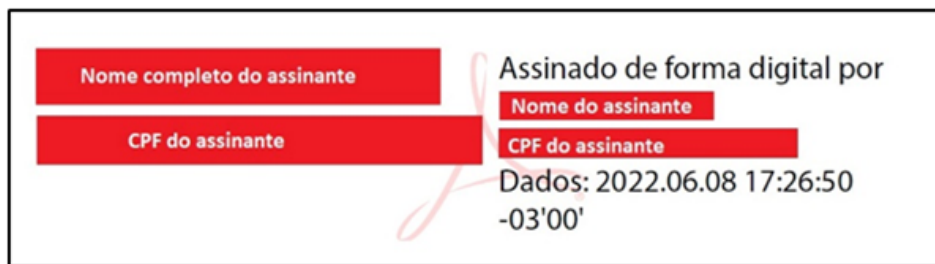 Nome completo do assinante
CPF do assinante
Assinado de forma digital por
Nome do assinante
CPF do assinante
Dados: 2022.06.08 17:26:50
-03'00'